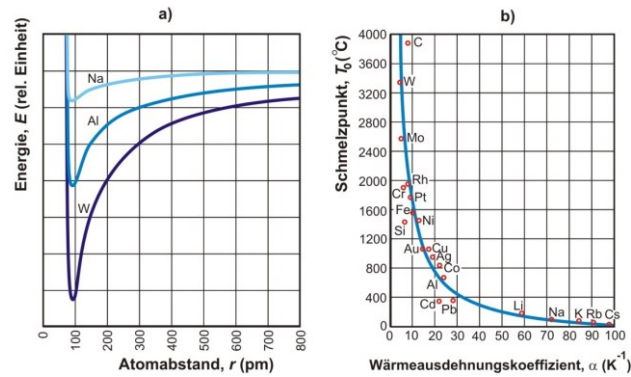 a)
Energie, E (rel. Einheit)
Na
Al
W
0
100
200
300
400
500
600
700
800
Atomabstand, r (pm)
b)
Schmelzpunkt, T₀(°C)
4000
3600
3200
2800
2400
2000
1600
1200
800
400
0
C
W
Mo
Rh
Cr
Pt
Fe
Ni
Si
Au
Cu
Ag
Co
Al
Cd
Pb
Li
Na
K
Rb
Cs
0 10 20 30 40 50 60 70 80 90 100
Wärmeausdehnungskoeffizient, α (K⁻¹)